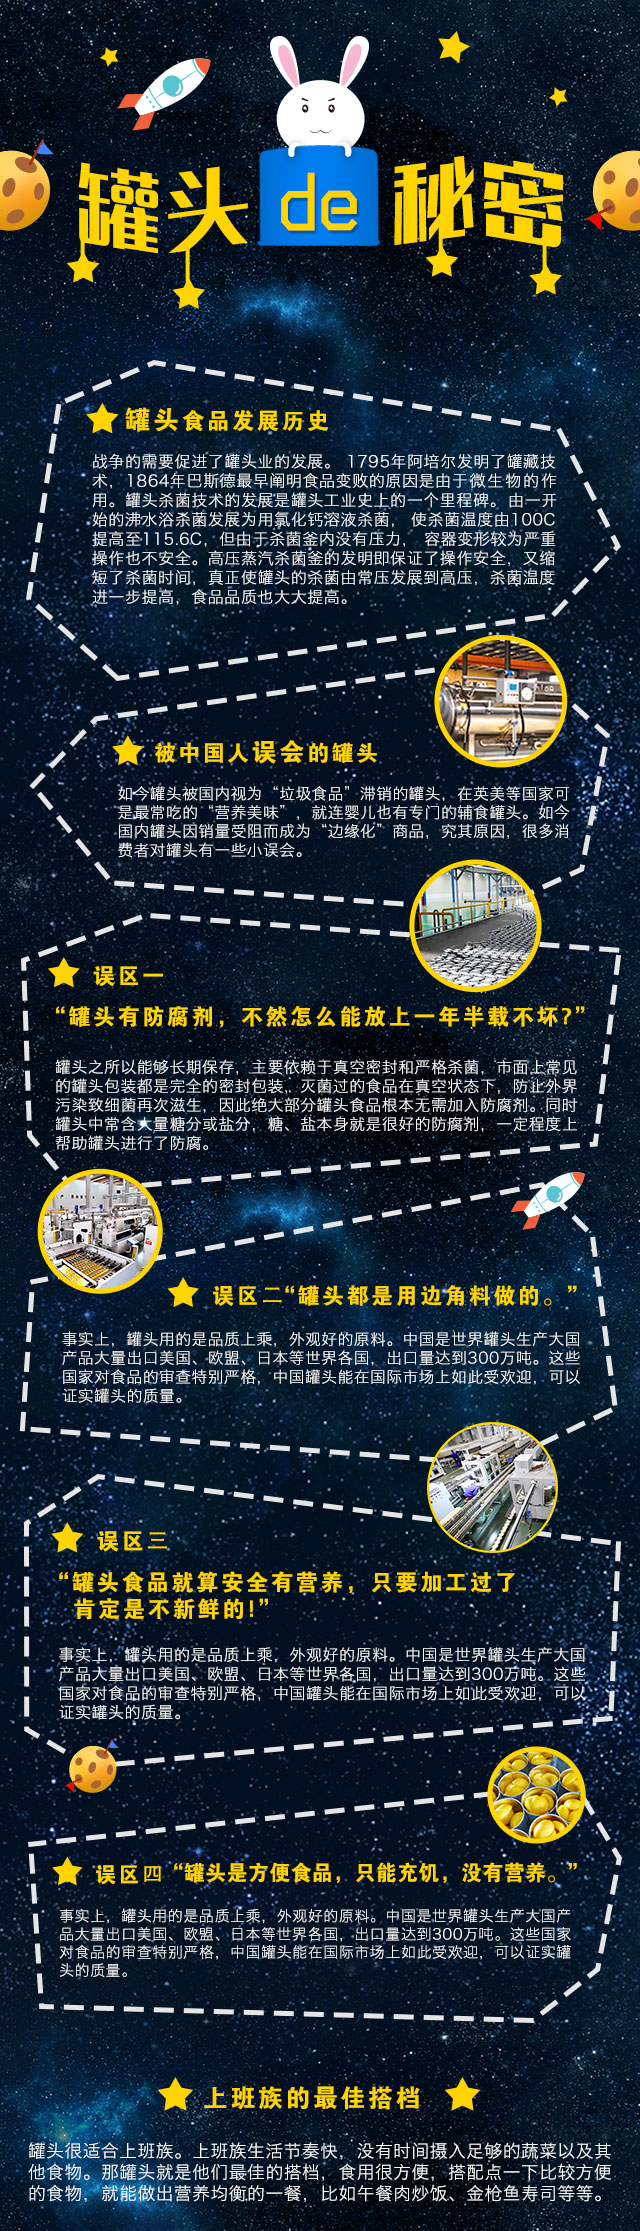 罐头de秘密
罐头食品发展历史
战争的需要促进了罐头业的发展。 1795年阿培尔发明了罐藏技
术，1864年巴斯德最早阐明食品变败的原因是由于微生物的作
用。罐头杀菌技术的发展是罐头工业史上的一个里程碑。由一开
始的沸水浴杀菌发展为用氯化钙溶液杀菌， 使杀菌温度由100C
提高至115.6C，但由于杀菌釜内没有压力， 容器变形较为严重
操作也不安全。高压蒸汽杀菌釜的发明即保证了操作安全，又缩
短了杀菌时间，真正使罐头的杀菌由常压发展到高压，杀菌温度
进一步提高，食品品质也大大提高。
被中国人误会的罐头
如今罐头被国内视为“垃圾食品”滞销的罐头，在英美等国家可
是最常吃的“营养美味”，就连婴儿也有专门的辅食罐头。如今
国内罐头因销量受阻而成为“边缘化”商品，究其原因，很多消
费者对罐头有一些小误会。
误区一
“罐头有防腐剂，不然怎么能放上一年半载不坏？”
罐头之所以能够长期保存，主要依赖于真空密封和严格杀菌，市面上常见
的罐头包装都是完全的密封包装，灭菌过的食品在真空状态下，防止外界
污染致细菌再次滋生，因此绝大部分罐头食品根本无需加入防腐剂。同时
罐头中常含大量糖分或盐分，糖、盐本身就是很好的防腐剂，一定程度上
帮助罐头进行了防腐。
误区二“罐头都是用边角料做的。”
事实上，罐头用的是品质上乘，外观好的原料。中国是世界罐头生产大国
产品大量出口美国、欧盟、日本等世界各国，出口量达到300万吨。这些
国家对食品的审查特别严格，中国罐头能在国际市场上如此受欢迎，可以
证实罐头的质量。
误区三
“罐头食品就算安全有营养，只要加工过了
肯定是不新鲜的！”
事实上，罐头用的是品质上乘，外观好的原料。中国是世界罐头生产大国
产品大量出口美国、欧盟、日本等世界各国，出口量达到300万吨。这些
国家对食品的审查特别严格，中国罐头能在国际市场上如此受欢迎，可以
证实罐头的质量。
误区四 “罐头是方便食品，只能充饥，没有营养。”
事实上，罐头用的是品质上乘，外观好的原料。中国是世界罐头生产大国产
品大量出口美国、欧盟、日本等世界各国，出口量达到300万吨。这些国家
对食品的审查特别严格，中国罐头能在国际市场上如此受欢迎，可以证实罐
头的质量。
上班族的最佳搭档
罐头很适合上班族。上班族生活节奏快，没有时间摄入足够的蔬菜以及其
他食物。那罐头就是他们最佳的搭档，食用很方便，搭配点一下比较方便
的食物，就能做出营养均衡的一餐，比如午餐肉炒饭、金枪鱼寿司等等。